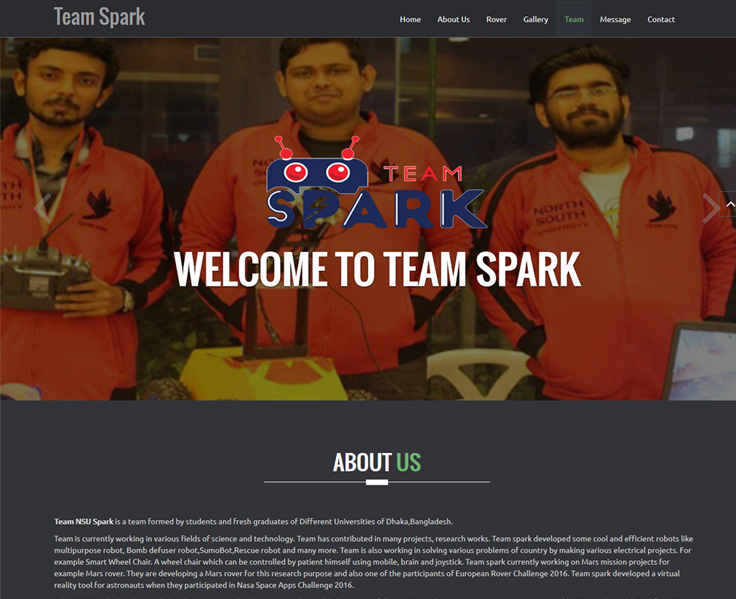 Team Spark
Home About Us Rover Gallery Team Message Contact
NORTH
SOUTH
UNIVERSITY
NORTH
SOUTH
UNIVERSITY
TEAM
SPARK
WELCOME TO TEAM SPARK
ABOUT US
Team NSU Spark is a team formed by students and fresh graduates of Different Universities of Dhaka,Bangladesh.
Team is currently working in various fields of science and technology. Team has contributed in many projects, research works. Team spark developed some cool and efficient robots like
multipurpose robot, Bomb defuser robot,SumoBot,Rescue robot and many more. Team is also working in solving various problems of country by making various electrical projects. For
example Smart Wheel Chair. A wheel chair which can be controlled by patient himself using mobile, brain and joystick. Team spark currently working on Mars mission projects for
example Mars rover. They are developing a Mars rover for this research purpose and also one of the participants of European Rover Challenge 2016. Team spark developed a virtual
reality tool for astronauts when they participated in Nasa Space Apps Challenge 2016.